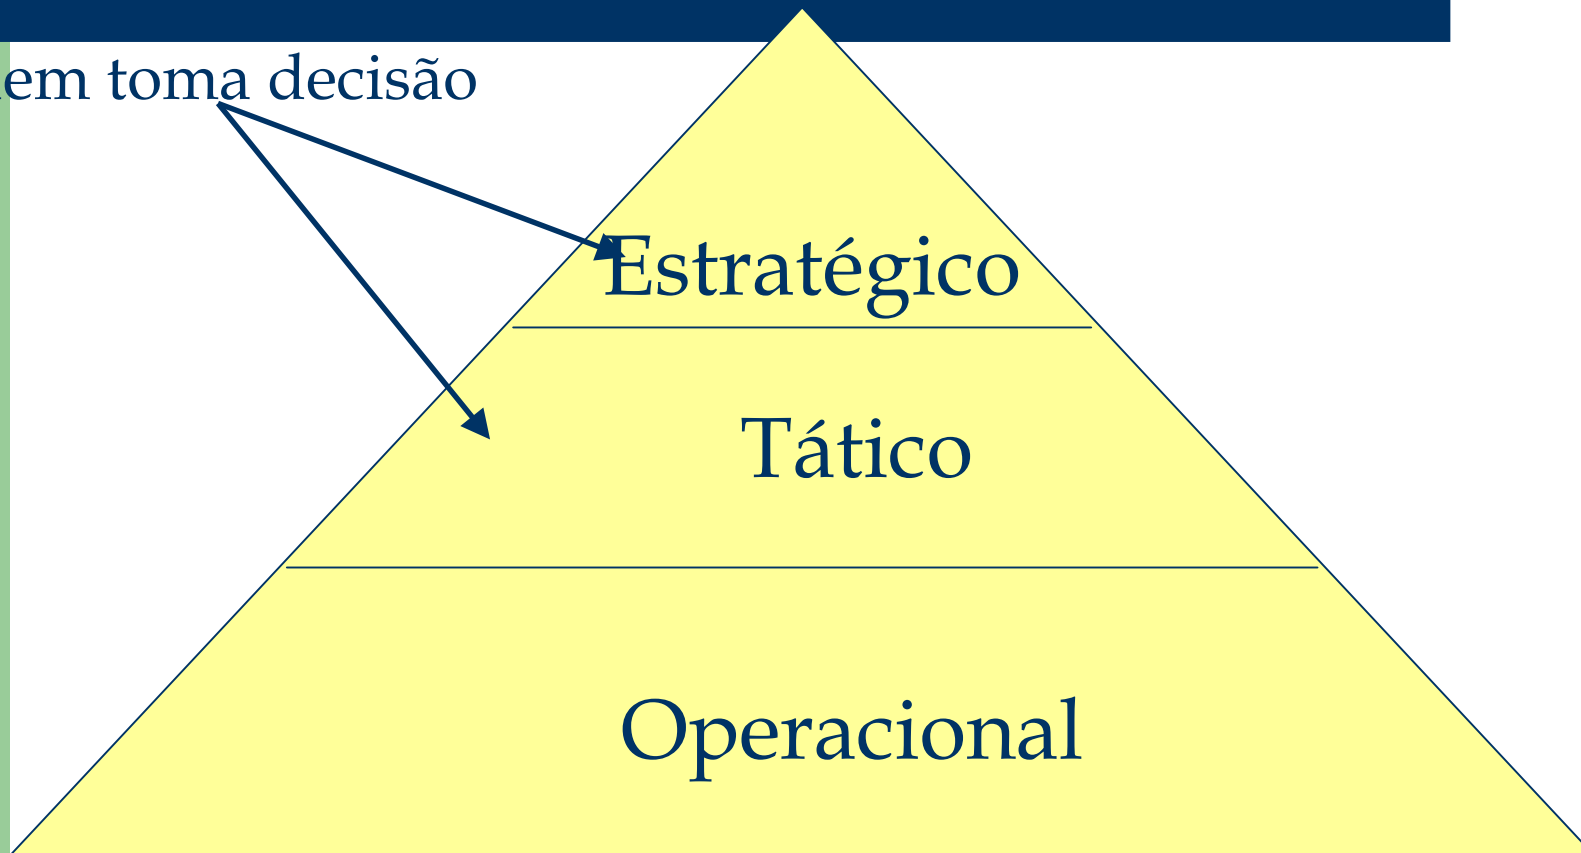 em toma decisão
Estratégico
Tático
Operacional